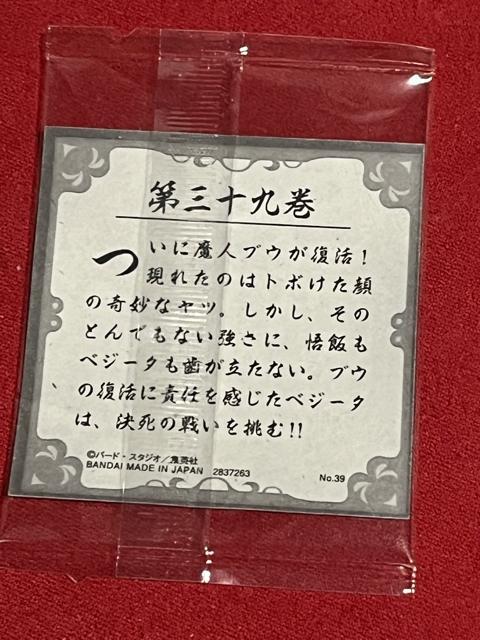 第三十九巻
ついに魔人ブウが復活！
現れたのはトボけた顔
の奇妙なヤツ。しかし、その
とんでもない強さに、悟飯も
ベジータも歯が立たない。ブウ
の復活に責任を感じたベジータ
は、決死の戦いを挑む!!
©バード・スタジオ／集英社
BANDAI MADE IN JAPAN 2837263
No.39